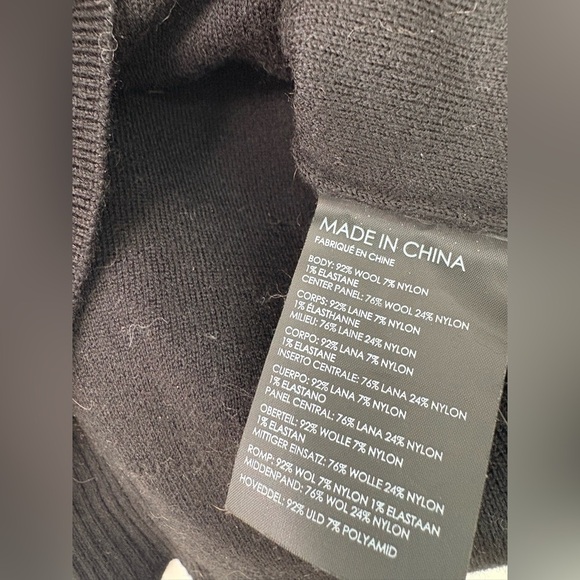 MADE IN CHINA
FABRIQUÉ EN CHINE
BODY: 92% WOOL 7% NYLON
1% ELASTANE
CENTER PANEL: 76% WOOL 24% NYLON
CORPS: 92% LAINE 7% NYLON
1% ÉLASTHANNE
MILIEU: 76% LAINE 24% NYLON
CORPO: 92% LANA 7% NYLON
1% ELASTANE
INSERTO CENTRALE: 76% LANA 24% NYLON
CUERPO: 92% LANA 7% NYLON
1% ELASTANO
PANEL CENTRAL: 76% LANA 24% NYLON
OBERTEIL: 92% WOLLE 7% NYLON
1% ELASTAN
MITTIGER EINSATZ: 76% WOLLE 24% NYLON
ROMP: 92% WOL 7% NYLON 1% ELASTAAN
MIDDENPAND: 76% WOL 24% NYLON
HOVEDDEL: 92% ULD 7% POLYAMID